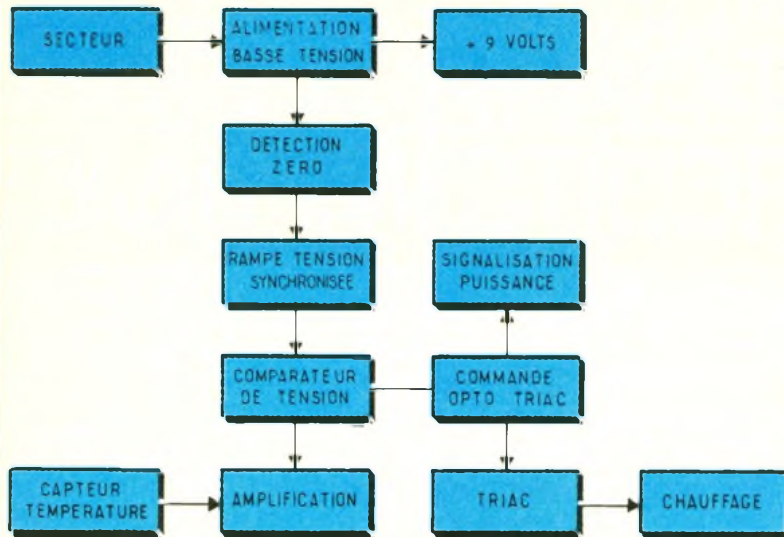 SECTEUR
ALIMENTATION
BASSE TENSION
+ 9 VOLTS
DETECTION
ZERO
RAMPE TENSION
SYNCHRONISEE
SIGNALISATION
PUISSANCE
COMPARATEUR
DE TENSION
COMMANDE
OPTO TRIAC
CAPTEUR
TEMPERATURE
AMPLIFICATION
TRIAC
CHAUFFAGE